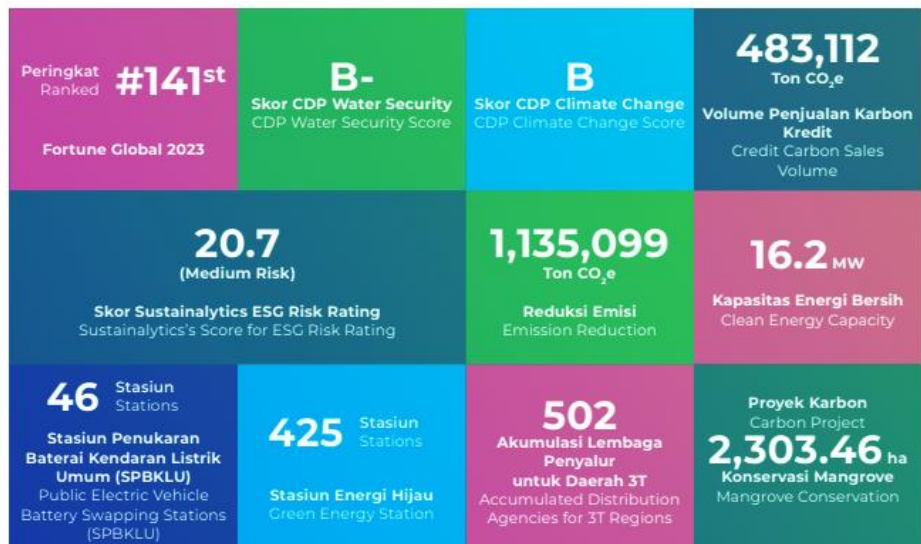 Peringkat
Ranked
#141st
Fortune Global 2023
B-
Skor CDP Water Security
CDP Water Security Score
B
Skor CDP Climate Change
CDP Climate Change Score
483,112
Ton CO₂e
Volume Penjualan Karbon
Kredit
Credit Carbon Sales
Volume
20.7
(Medium Risk)
Skor Sustainalytics ESG Risk Rating
Sustainalytics's Score for ESG Risk Rating
1,135,099
Ton CO₂e
Reduksi Emisi
Emission Reduction
16.2 MW
Kapasitas Energi Bersih
Clean Energy Capacity
46 Stasiun
Stations
Stasiun Penukaran
Baterai Kendaran Listrik
Umum (SPBKLU)
Public Electric Vehicle
Battery Swapping Stations
(SPBKLU)
425 Stasiun
Stations
Stasiun Energi Hijau
Green Energy Station
502
Akumulasi Lembaga
Penyalur
untuk Daerah 3T
Accumulated Distribution
Agencies for 3T Regions
Proyek Karbon
Carbon Project
2,303.46 ha
Konservasi Mangrove
Mangrove Conservation